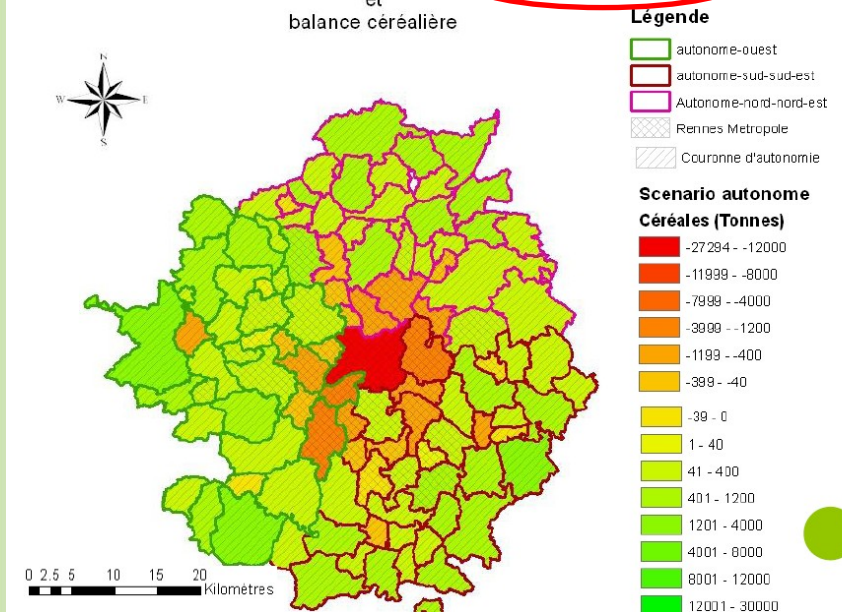 et
balance céréalière
N
W E
S
Légende
autonome-ouest
autonome-sud-sud-est
Autonome-nord-nord-est
Rennes Metropole
Couronne d'autonomie
Scenario autonome
Céréales (Tonnes)
-27294 - -12000
-11999 - -8000
-7999 - -4000
-3999 - -1200
-1199 - -400
-399 - -40
-39 - 0
1 - 40
41 - 400
401 - 1200
1201 - 4000
4001 - 8000
8001 - 12000
12001 - 30000
0 2.5 5 10 15 20
Kilomètres